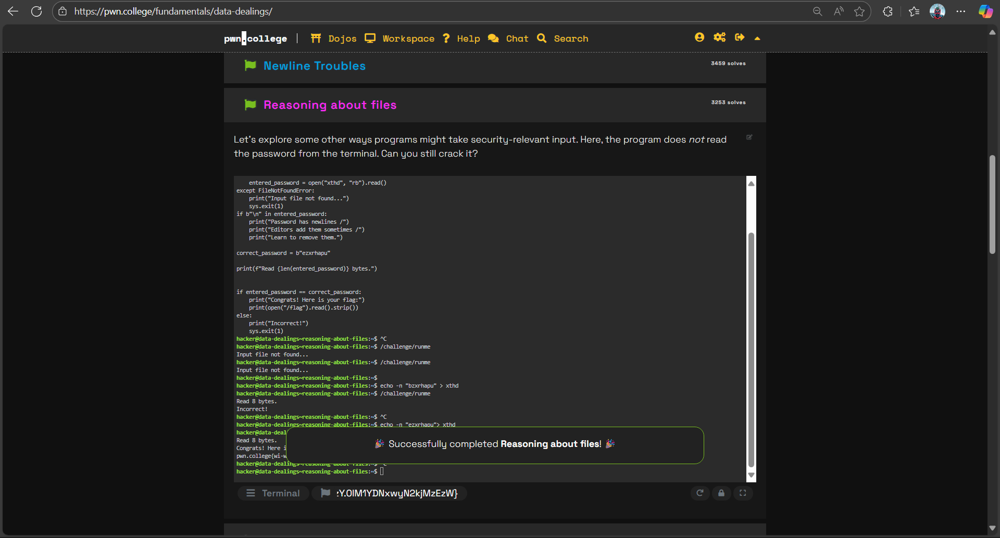 https://pwn.college/fundamentals/data-dealings/
pwn.college | Dojos Workspace ? Help Chat Search
Newline Troubles
3459 solves
Reasoning about files
3253 solves
Let's explore some other ways programs might take security-relevant input. Here, the program does not read
the password from the terminal. Can you still crack it?
entered_password = open("xthd", "rb").read()
except FileNotFoundError:
print("Input file not found...")
sys.exit(1)
if b"\n" in entered_password:
print("Password has newlines /")
print("Editors add them sometimes /")
print("Learn to remove them.")
correct_password = b"ezxrhapu"
print(f"Read {len(entered_password)} bytes.")
if entered_password == correct_password:
print("Congrats! Here is your flag:")
print(open("/flag").read().strip())
else:
print("Incorrect!")
sys.exit(1)
hacker@data-dealings~reasoning-about-files:~$ ^C
hacker@data-dealings~reasoning-about-files:~$ /challenge/runme
Input file not found...
hacker@data-dealings~reasoning-about-files:~$ /challenge/runme
Input file not found...
hacker@data-dealings~reasoning-about-files:~$
hacker@data-dealings~reasoning-about-files:~$ echo -n "bzxrhapu" > xthd
hacker@data-dealings~reasoning-about-files:~$ /challenge/runme
Read 8 bytes.
Incorrect!
hacker@data-dealings~reasoning-about-files:~$ ^C
hacker@data-dealings~reasoning-about-files:~$ echo -n "ezxrhapu"> xthd
hacker@data-deal
Read 8 bytes.
Congrats! Here i
pwn.college{wi-w
🎉 Successfully completed Reasoning about files! 🎉
hacker@data-dealings~reasoning-about-files:~$ ^C
hacker@data-dealings~reasoning-about-files:~$
Terminal
zY.0lM1YDNxwyN2kjMzEzW}